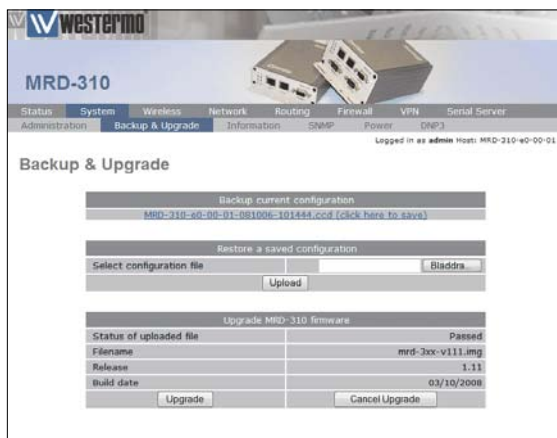 westermo
MRD-310
Status System Wireless Network Routing Firewall VPN Serial Server
Administration Backup & Upgrade Information SNMP Power DNP3
Logged in as admin Host: MRD-310-e0-00-01
Backup & Upgrade
Backup current configuration
MRD-310-e0-00-01-081006-101444.ccd (click here to save)
Restore a saved configuration
Select configuration file Bläddra...
Upload
Upgrade MRD-310 firmware
Status of uploaded file Passed
Filename mrd-3xx-v111.img
Release 1.11
Build date 03/10/2008
Upgrade Cancel Upgrade